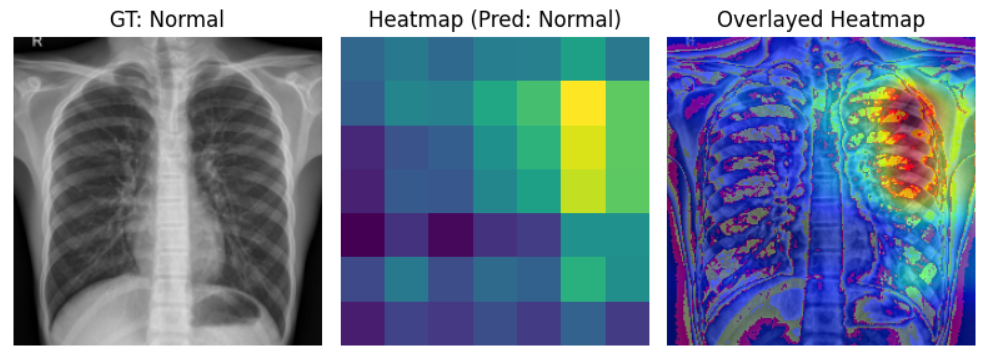 GT: Normal
Heatmap (Pred: Normal)
Overlayed Heatmap
R